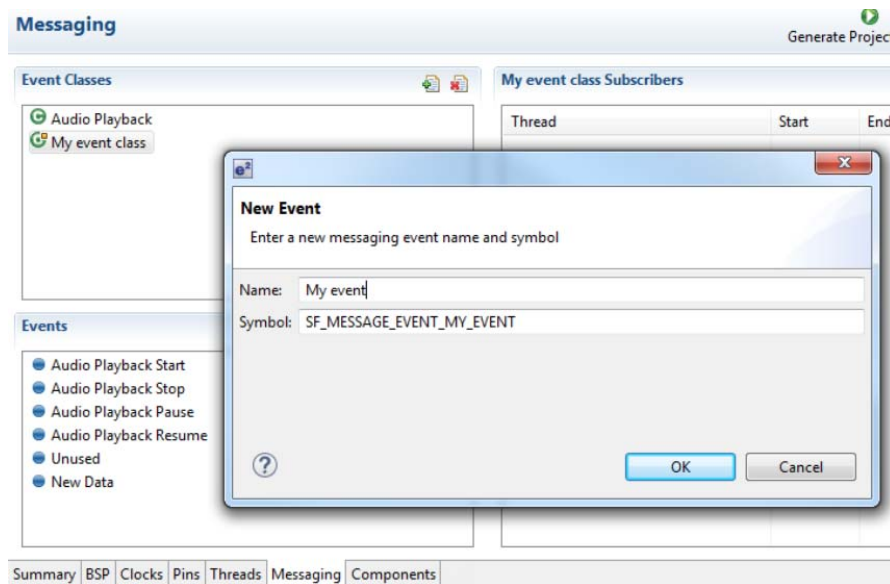 Messaging
Generate Projec
Event Classes
My event class Subscribers
Audio Playback
My event class
Thread Start End
e²
New Event
Enter a new messaging event name and symbol
Name: My event
Symbol: SF_MESSAGE_EVENT_MY_EVENT
Events
Audio Playback Start
Audio Playback Stop
Audio Playback Pause
Audio Playback Resume
Unused
New Data
? OK Cancel
Summary BSP Clocks Pins Threads Messaging Components